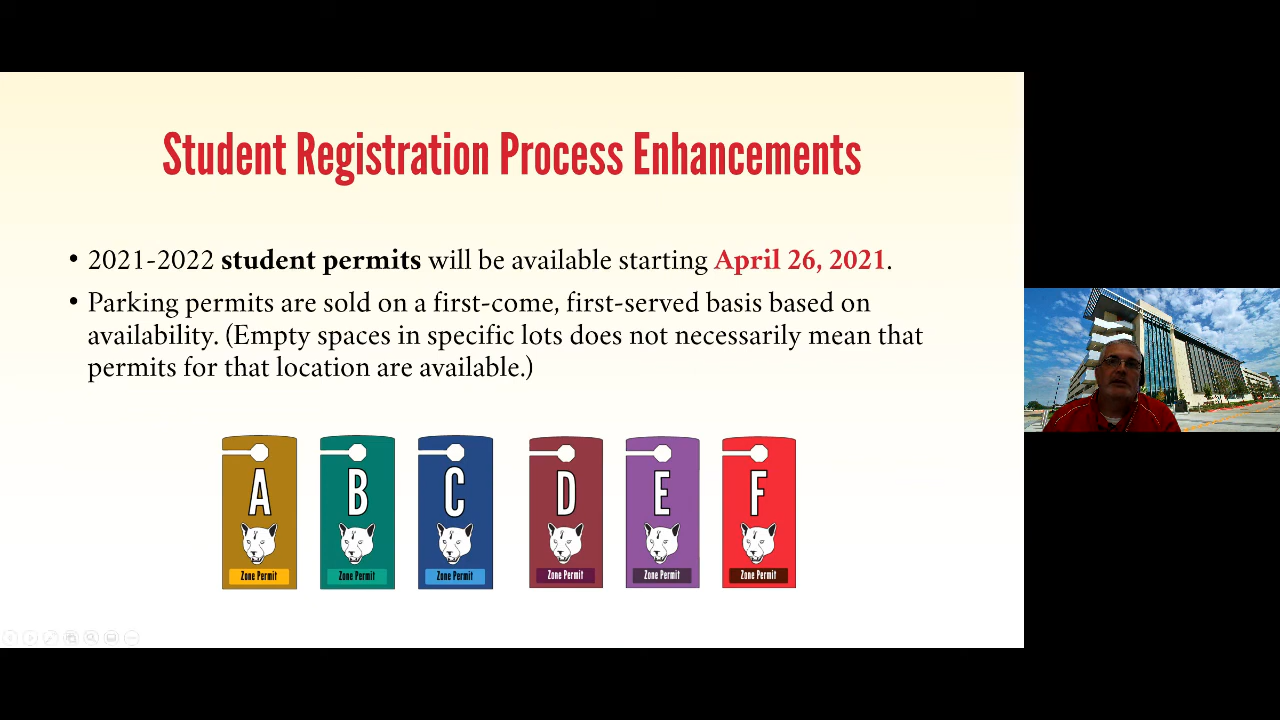 Student Registration Process Enhancements
• 2021-2022 student permits will be available starting April 26, 2021.
• Parking permits are sold on a first-come, first-served basis based on
availability. (Empty spaces in specific lots does not necessarily mean that
permits for that location are available.)
A B C D E F
Zone Permit Zone Permit Zone Permit Zone Permit Zone Permit Zone Permit